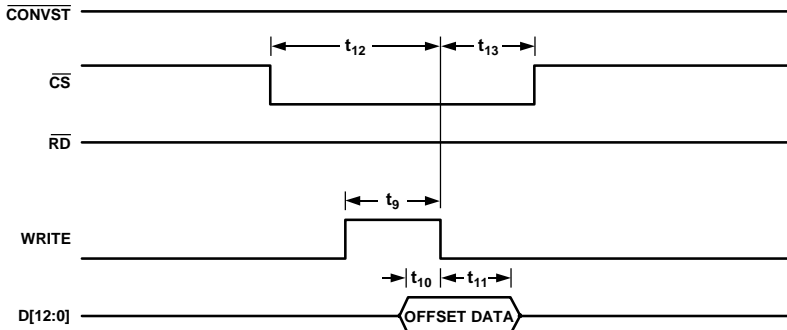 CONVST
t12
t13
CS
RD
t9
WRITE
t10
t11
D[12:0]
OFFSET DATA